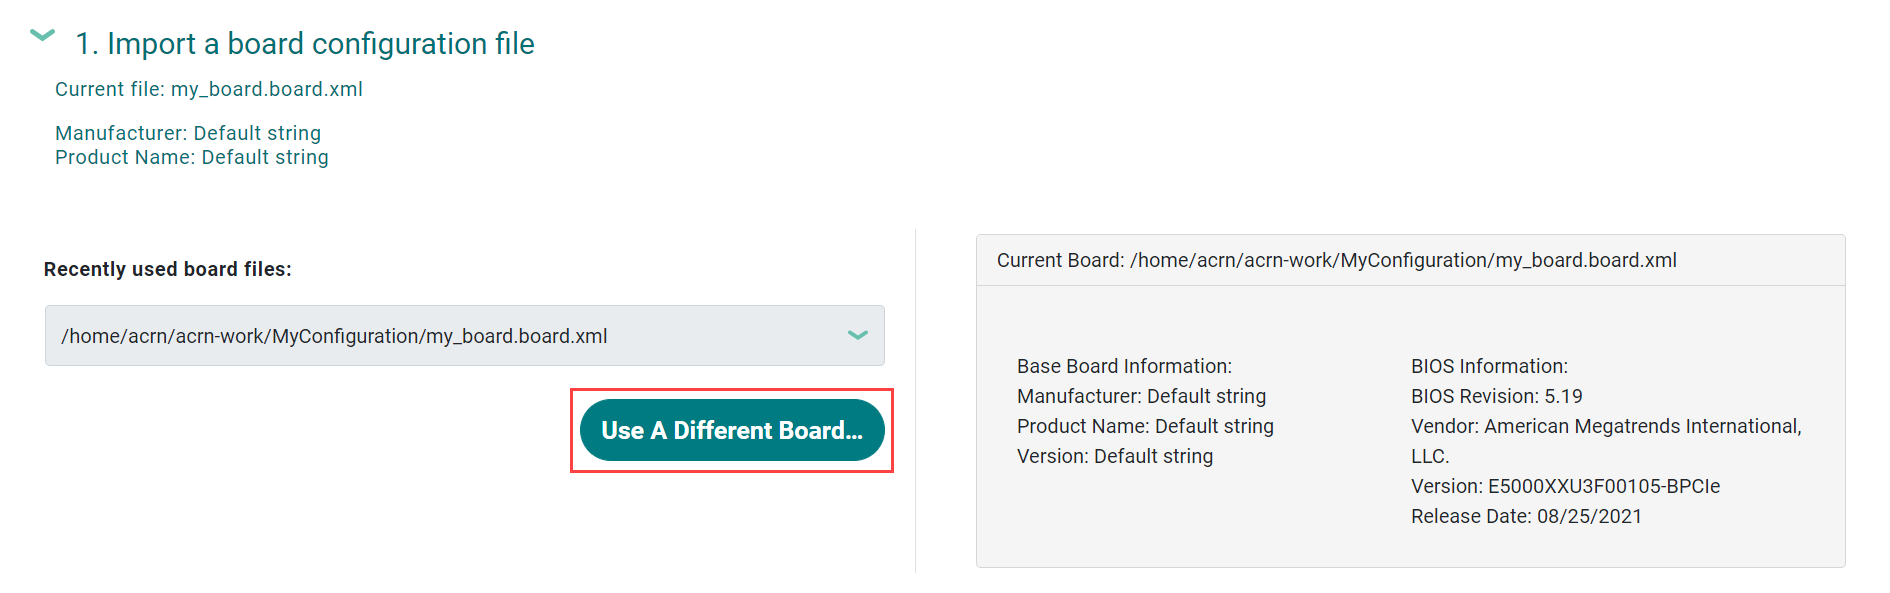 1. Import a board configuration file
Current file: my_board.board.xml
Manufacturer: Default string
Product Name: Default string
Recently used board files:
/home/acrn/acrn-work/MyConfiguration/my_board.board.xml
Use A Different Board...
Current Board: /home/acrn/acrn-work/MyConfiguration/my_board.board.xml
Base Board Information:
Manufacturer: Default string
Product Name: Default string
Version: Default string
BIOS Information:
BIOS Revision: 5.19
Vendor: American Megatrends International,
LLC.
Version: E5000XXU3F00105-BPCIe
Release Date: 08/25/2021